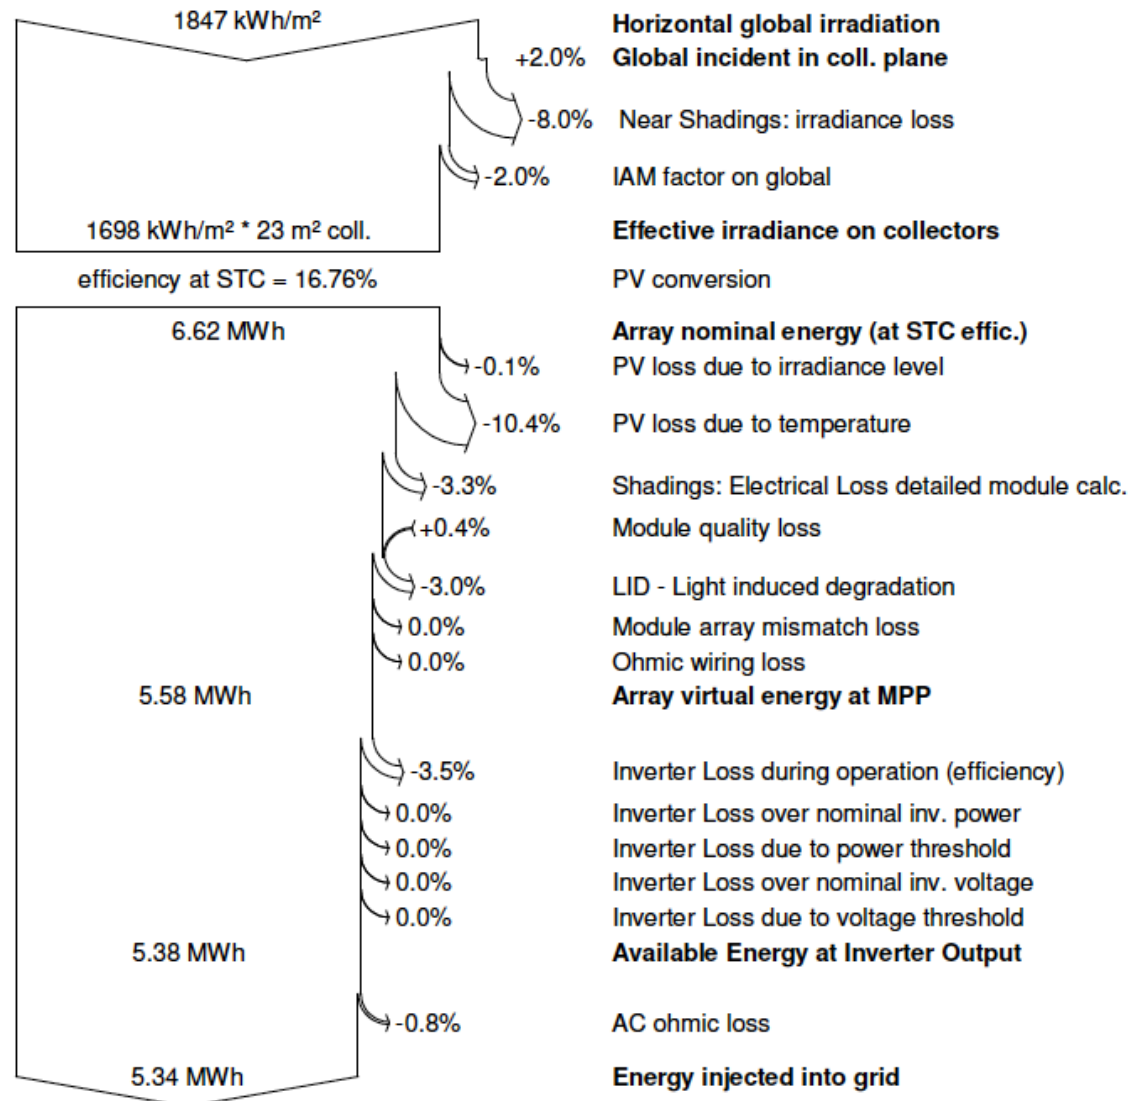 1847 kWh/m² Horizontal global irradiation
+2.0% Global incident in coll. plane
-8.0% Near Shadings: irradiance loss
-2.0% IAM factor on global
1698 kWh/m² * 23 m² coll. Effective irradiance on collectors
efficiency at STC = 16.76% PV conversion
6.62 MWh Array nominal energy (at STC effic.)
-0.1% PV loss due to irradiance level
-10.4% PV loss due to temperature
-3.3% Shadings: Electrical Loss detailed module calc.
+0.4% Module quality loss
-3.0% LID - Light induced degradation
0.0% Module array mismatch loss
0.0% Ohmic wiring loss
5.58 MWh Array virtual energy at MPP
-3.5% Inverter Loss during operation (efficiency)
0.0% Inverter Loss over nominal inv. power
0.0% Inverter Loss due to power threshold
0.0% Inverter Loss over nominal inv. voltage
0.0% Inverter Loss due to voltage threshold
5.38 MWh Available Energy at Inverter Output
-0.8% AC ohmic loss
5.34 MWh Energy injected into grid